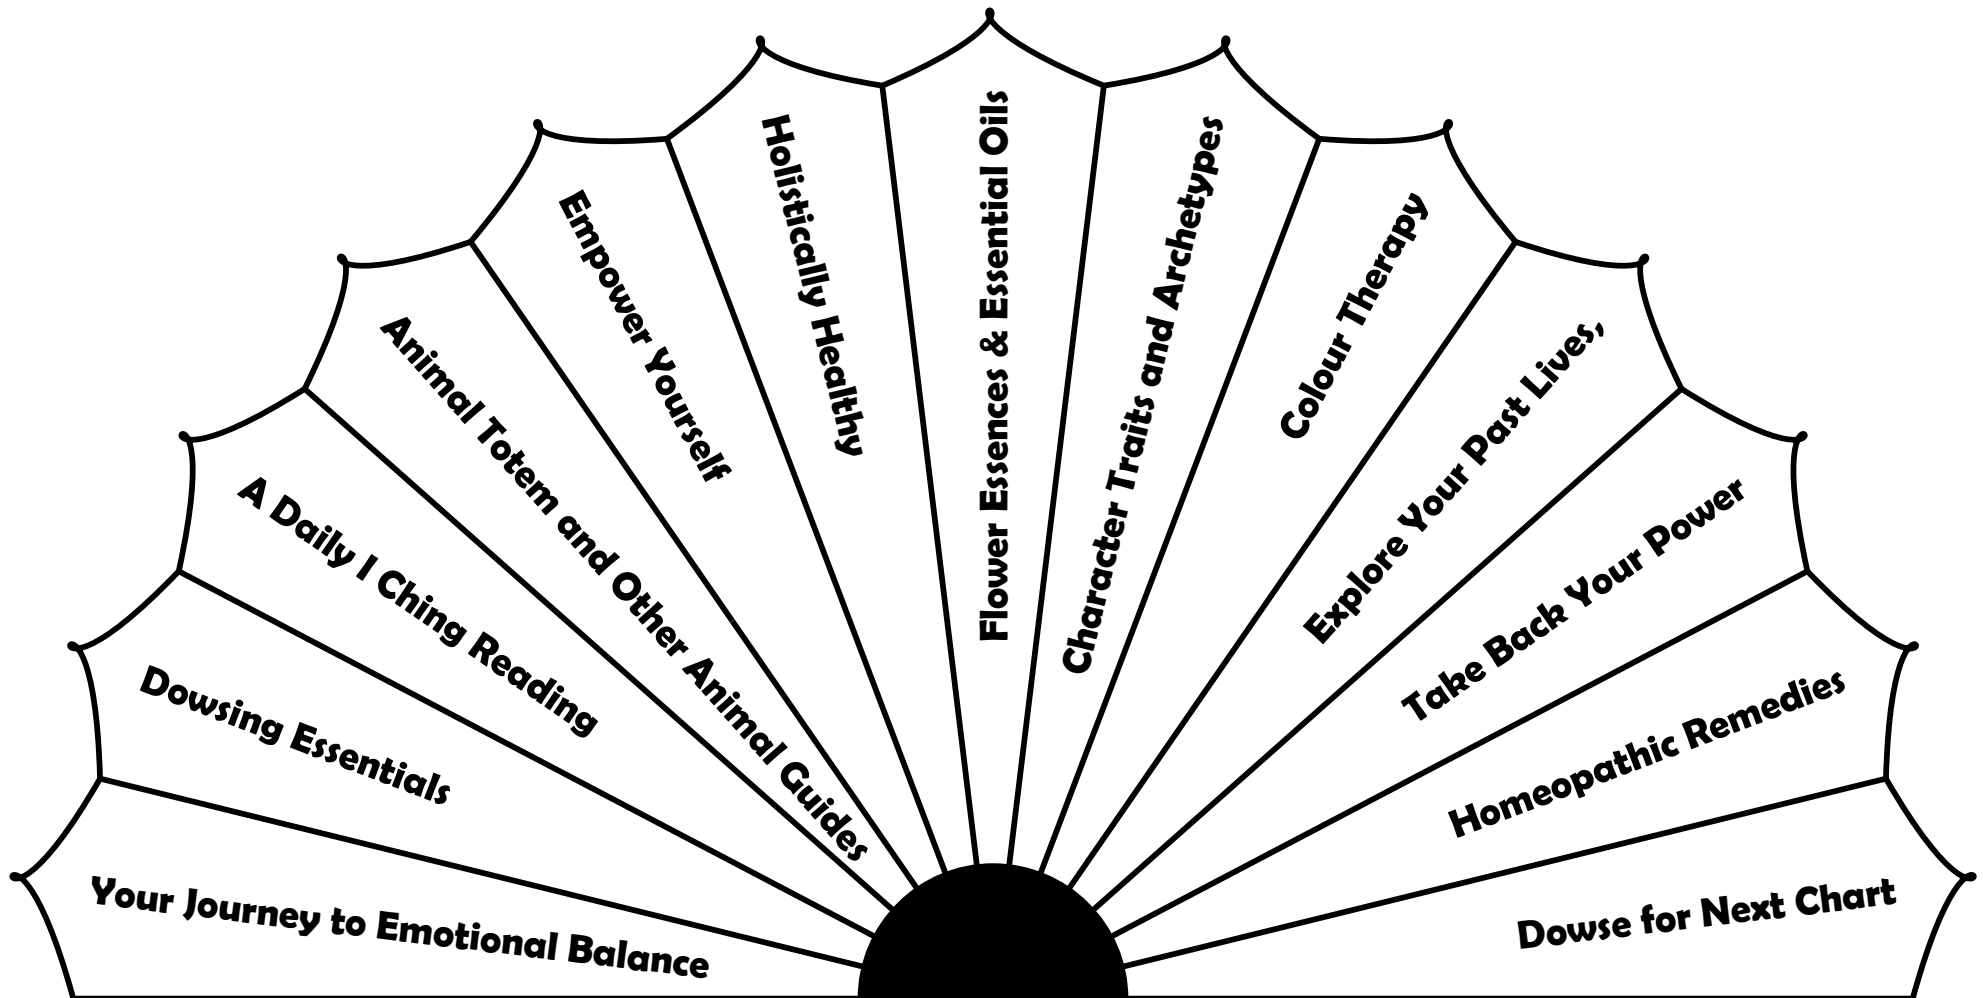 Your Journey to Emotional Balance
Dowsing Essentials
A Daily I Ching Reading
Animal Totem and Other Animal Guides
Empower Yourself
Holistically Healthy
Flower Essences & Essential Oils
Character Traits and Archetypes
Colour Therapy
Explore Your Past Lives,
Take Back Your Power
Homeopathic Remedies
Dowse for Next Chart